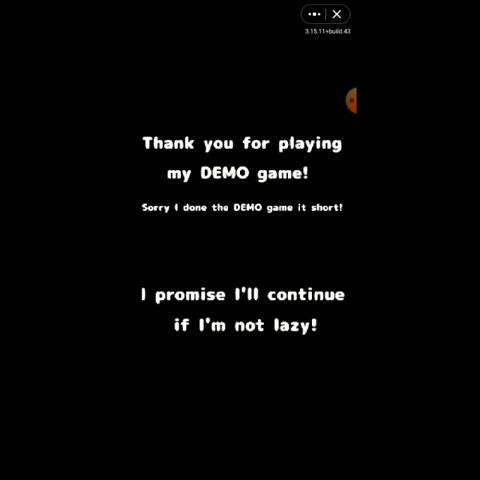 3.15.11+build.43
Thank you for playing
my DEMO game!
Sorry I done the DEMO game it short!
I promise I'll continue
if I'm not lazy!